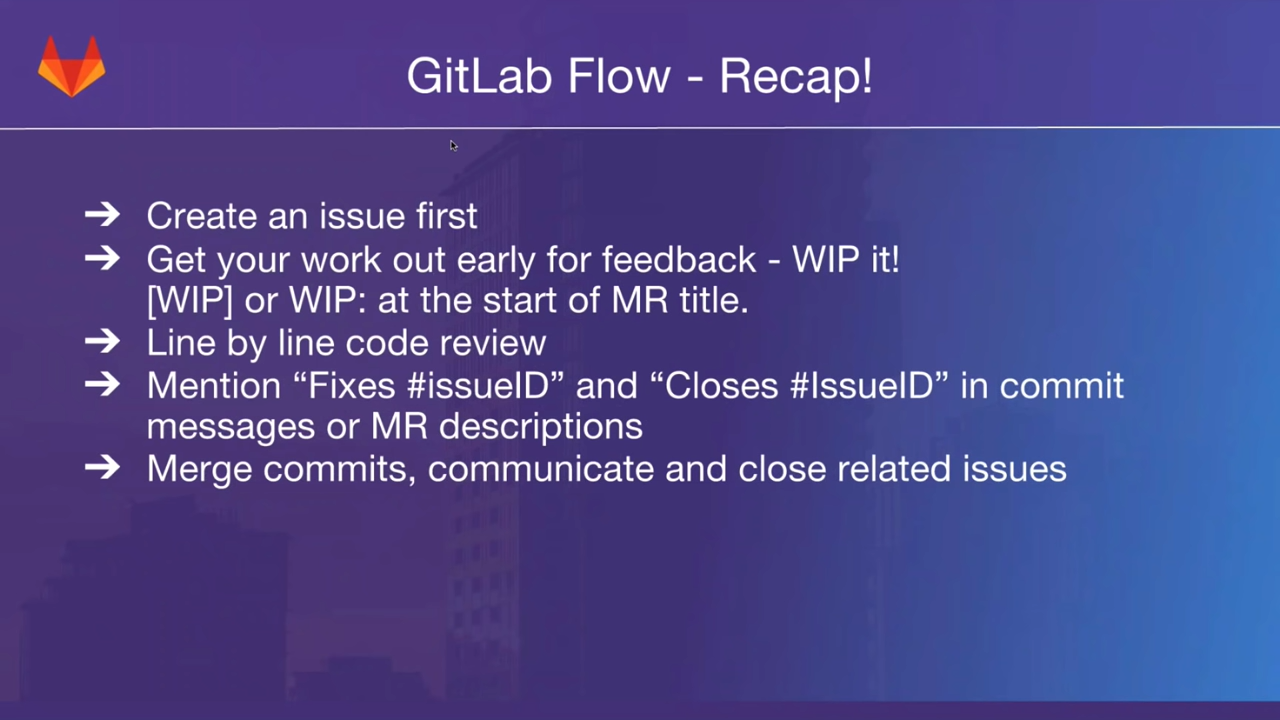 GitLab Flow - Recap!
➔ Create an issue first
➔ Get your work out early for feedback - WIP it!
[WIP] or WIP: at the start of MR title.
➔ Line by line code review
➔ Mention “Fixes #issueID” and “Closes #IssueID” in commit
messages or MR descriptions
➔ Merge commits, communicate and close related issues